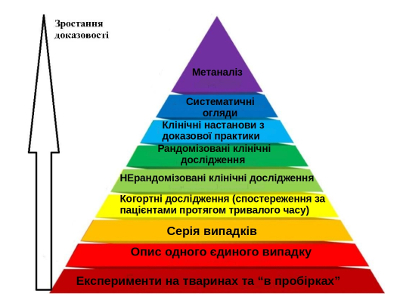 Зростання
доказовості
Метаналіз
Систематичні
огляди
Клінічні настанови з
доказової практики
Рандомізовані клінічні
дослідження
НЕрандомізовані клінічні дослідження
Когортні дослідження (спостереження за
пацієнтами протягом тривалого часу)
Серія випадків
Опис одного єдиного випадку
Експерименти на тваринах та “в пробірках”